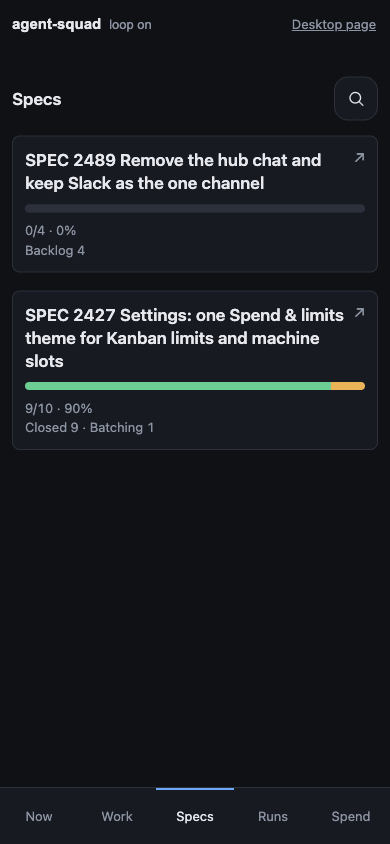 agent-squad loop on Desktop page
Specs
SPEC 2489 Remove the hub chat and
keep Slack as the one channel
0/4 · 0%
Backlog 4
SPEC 2427 Settings: one Spend & limits
theme for Kanban limits and machine
slots
9/10 · 90%
Closed 9 · Batching 1
Now Work Specs Runs Spend